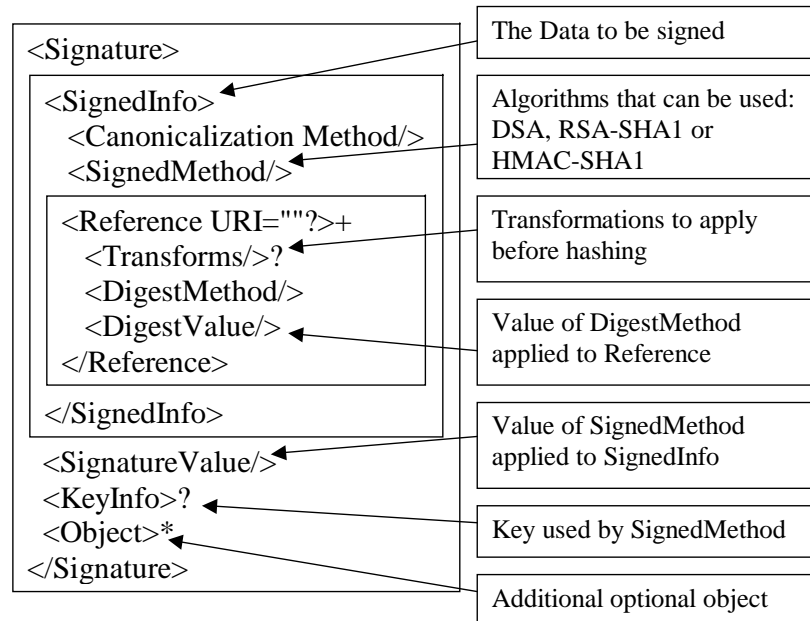 <Signature>
<SignedInfo>
<Canonicalization Method/>
<SignedMethod/>
<Reference URI=""?>+
<Transforms/>?
<DigestMethod/>
<DigestValue/>
</Reference>
</SignedInfo>
<SignatureValue/>
<KeyInfo>?
<Object>*
</Signature>
The Data to be signed
Algorithms that can be used:
DSA, RSA-SHA1 or
HMAC-SHA1
Transformations to apply
before hashing
Value of DigestMethod
applied to Reference
Value of SignedMethod
applied to SignedInfo
Key used by SignedMethod
Additional optional object